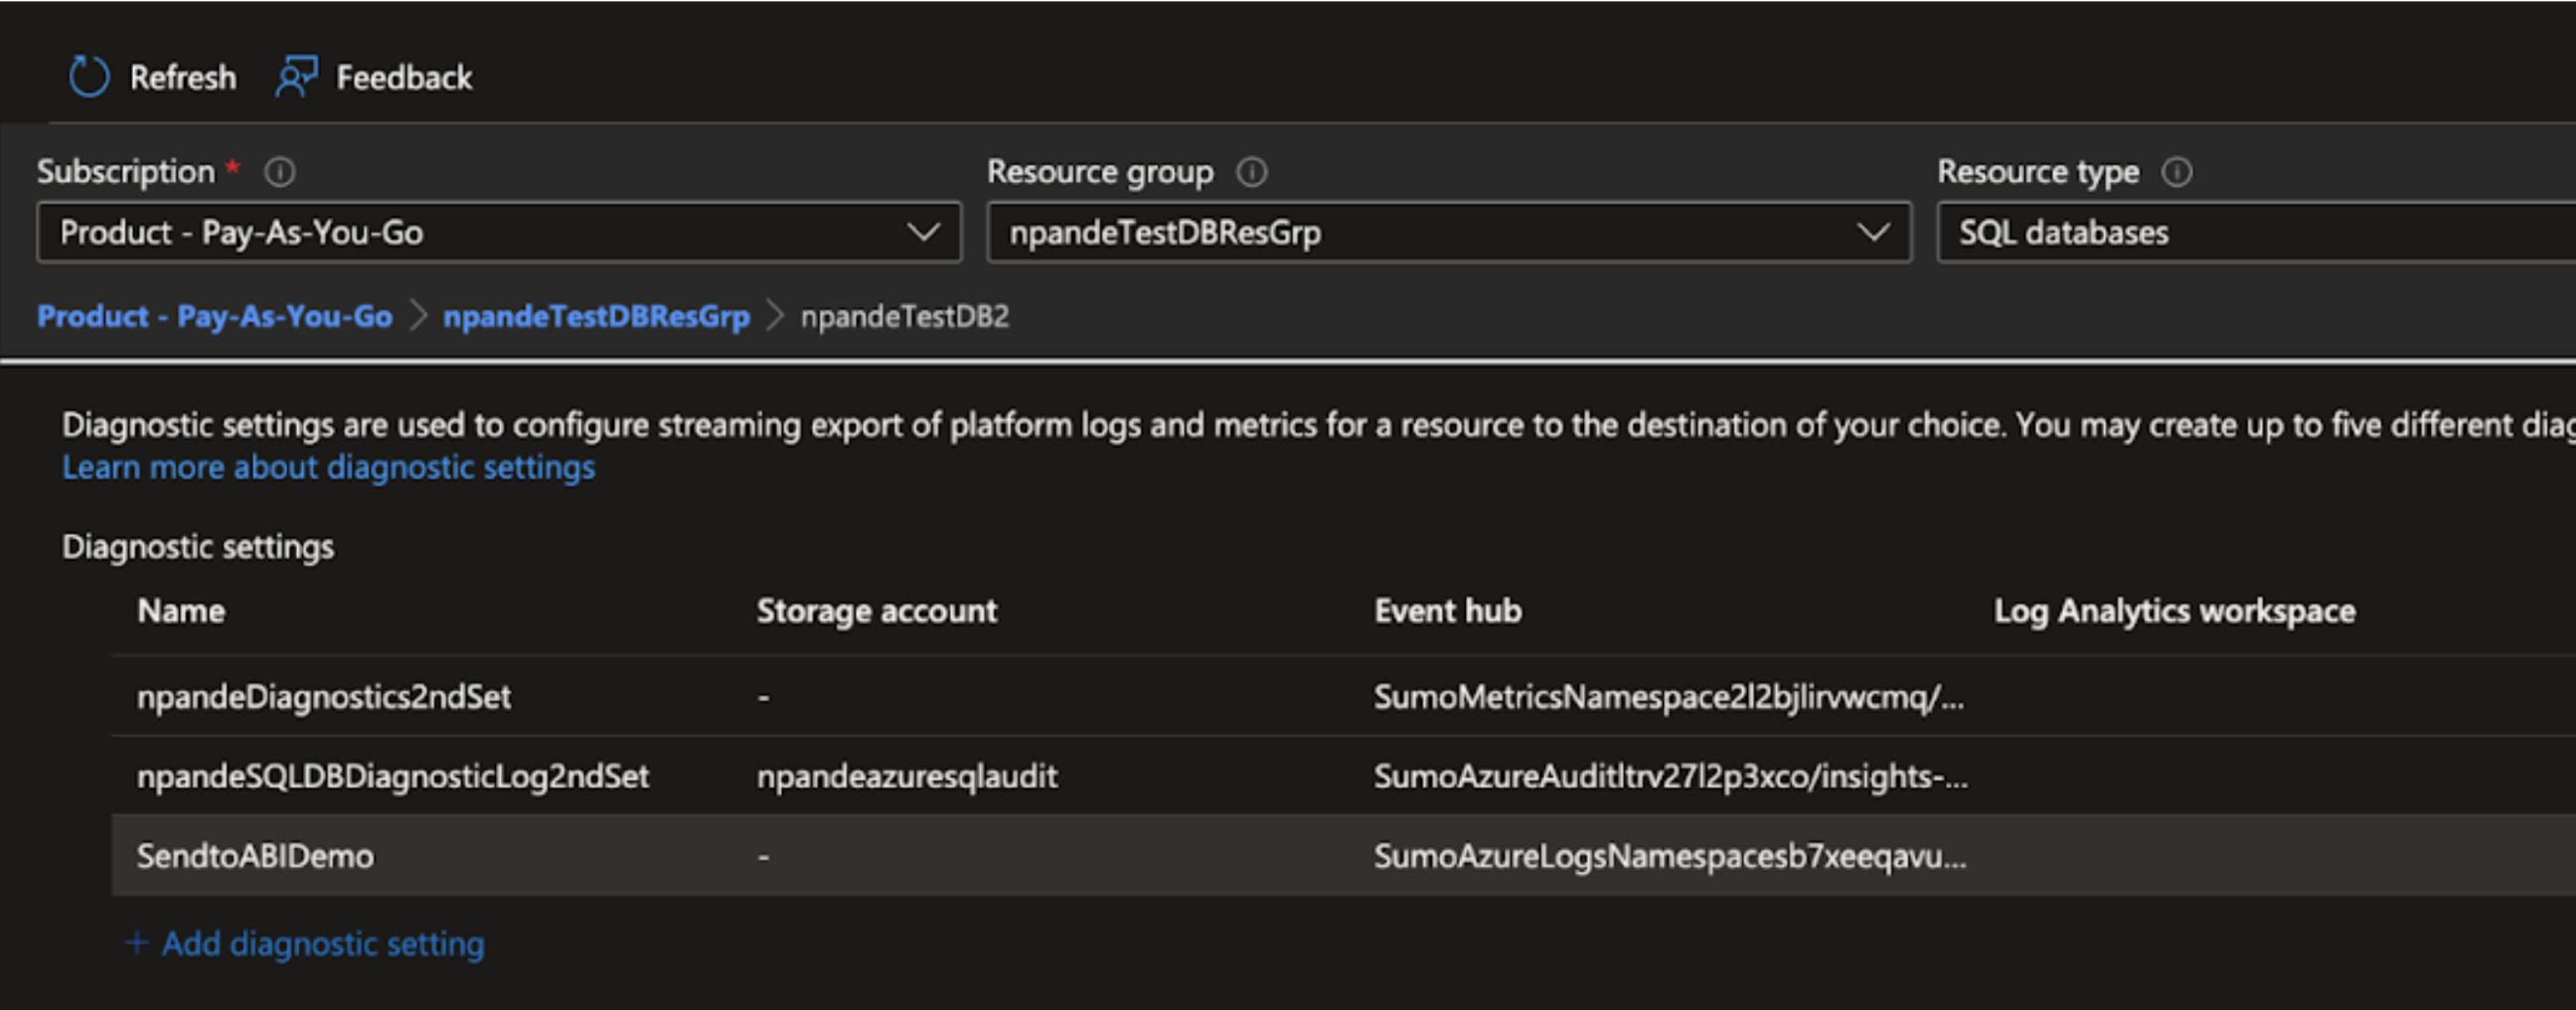 Refresh Feedback
Subscription * Resource group Resource type
Product - Pay-As-You-Go npandeTestDBResGrp SQL databases
Product - Pay-As-You-Go > npandeTestDBResGrp > npandeTestDB2
Diagnostic settings are used to configure streaming export of platform logs and metrics for a resource to the destination of your choice. You may create up to five different diag
Learn more about diagnostic settings
Diagnostic settings
Name Storage account Event hub Log Analytics workspace
npandeDiagnostics2ndSet - SumoMetricsNamespace2l2bjlirvwcmq/...
npandeSQLDBDiagnosticLog2ndSet npandeazuresqlaudit SumoAzureAuditltrv27l2p3xco/insights-...
SendtoABIDemo - SumoAzureLogsNamespacesb7xeeqavu...
+ Add diagnostic setting